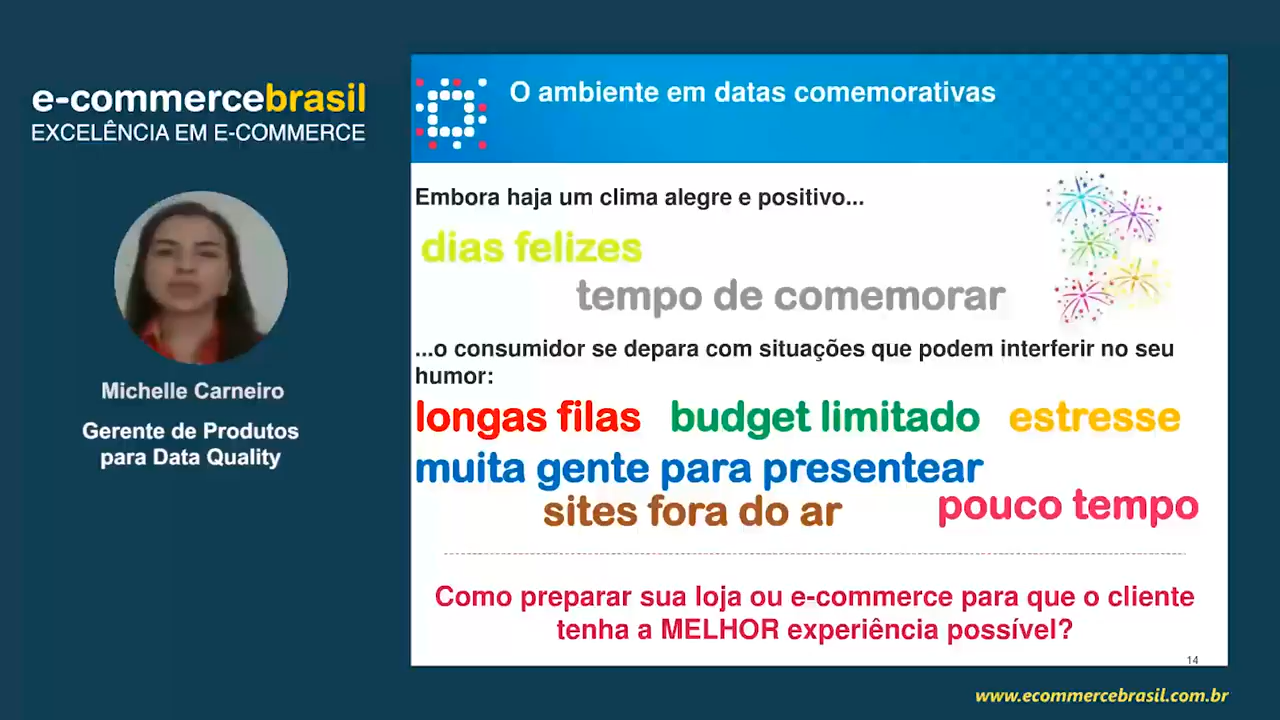 e-commercebrasil
EXCELÊNCIA EM E-COMMERCE
Michelle Carneiro
Gerente de Produtos
para Data Quality
O ambiente em datas comemorativas
Embora haja um clima alegre e positivo...
dias felizes
tempo de comemorar
...o consumidor se depara com situações que podem interferir no seu
humor:
longas filas budget limitado estresse
muita gente para presentear
sites fora do ar pouco tempo
Como preparar sua loja ou e-commerce para que o cliente
tenha a MELHOR experiência possível?
14
www.ecommercebrasil.com.br